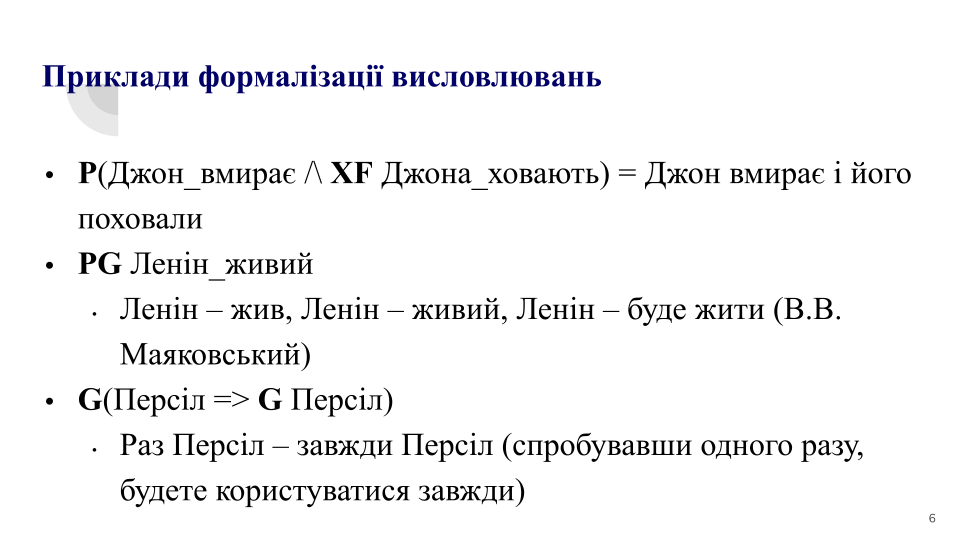 Приклади формалізації висловлювань
• P(Джон_вмирає /\ XF Джона_ховають) = Джон вмирає і його
поховали
• PG Ленін_живий
• Ленін – жив, Ленін – живий, Ленін – буде жити (В.В.
Маяковський)
• G(Персіл => G Персіл)
• Раз Персіл – завжди Персіл (спробувавши одного разу,
будете користуватися завжди)
6